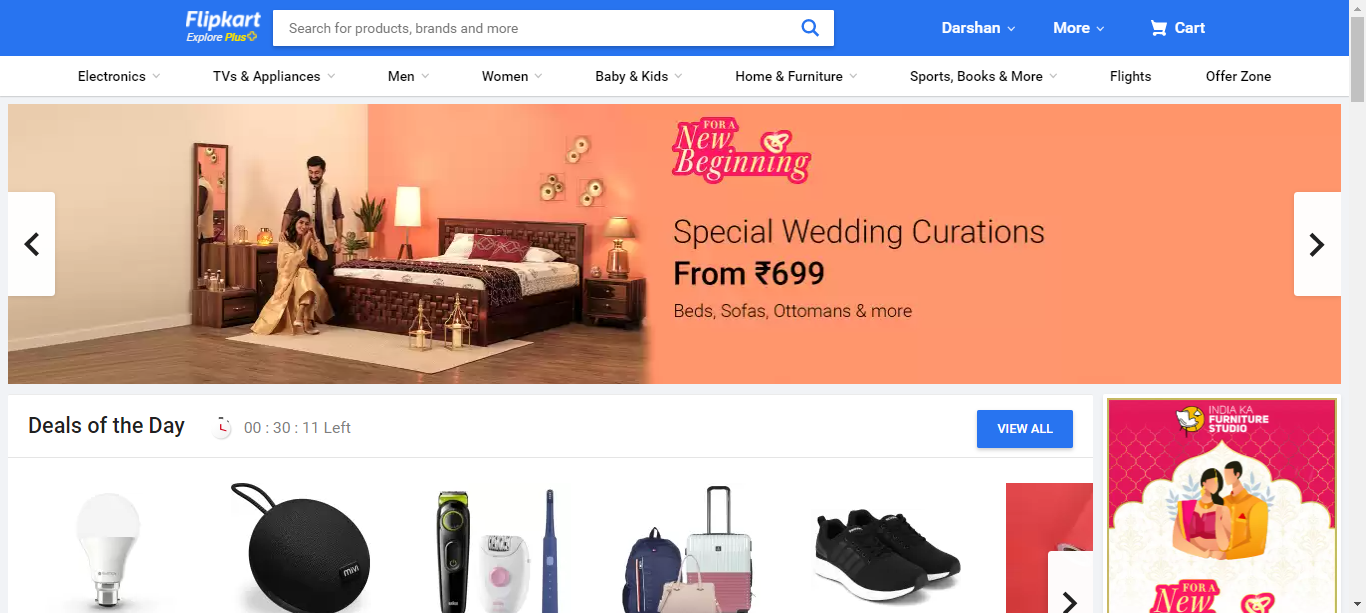 Flipkart
Explore Plus
Search for products, brands and more
Darshan
More
Cart
Electronics
TVs & Appliances
Men
Women
Baby & Kids
Home & Furniture
Sports, Books & More
Flights
Offer Zone
FOR A
New
Beginning
Special Wedding Curations
From ₹699
Beds, Sofas, Ottomans & more
Deals of the Day
00 : 30 : 11 Left
VIEW ALL
mivi
INDIA KA
FURNITURE
STUDIO
FOR A
New